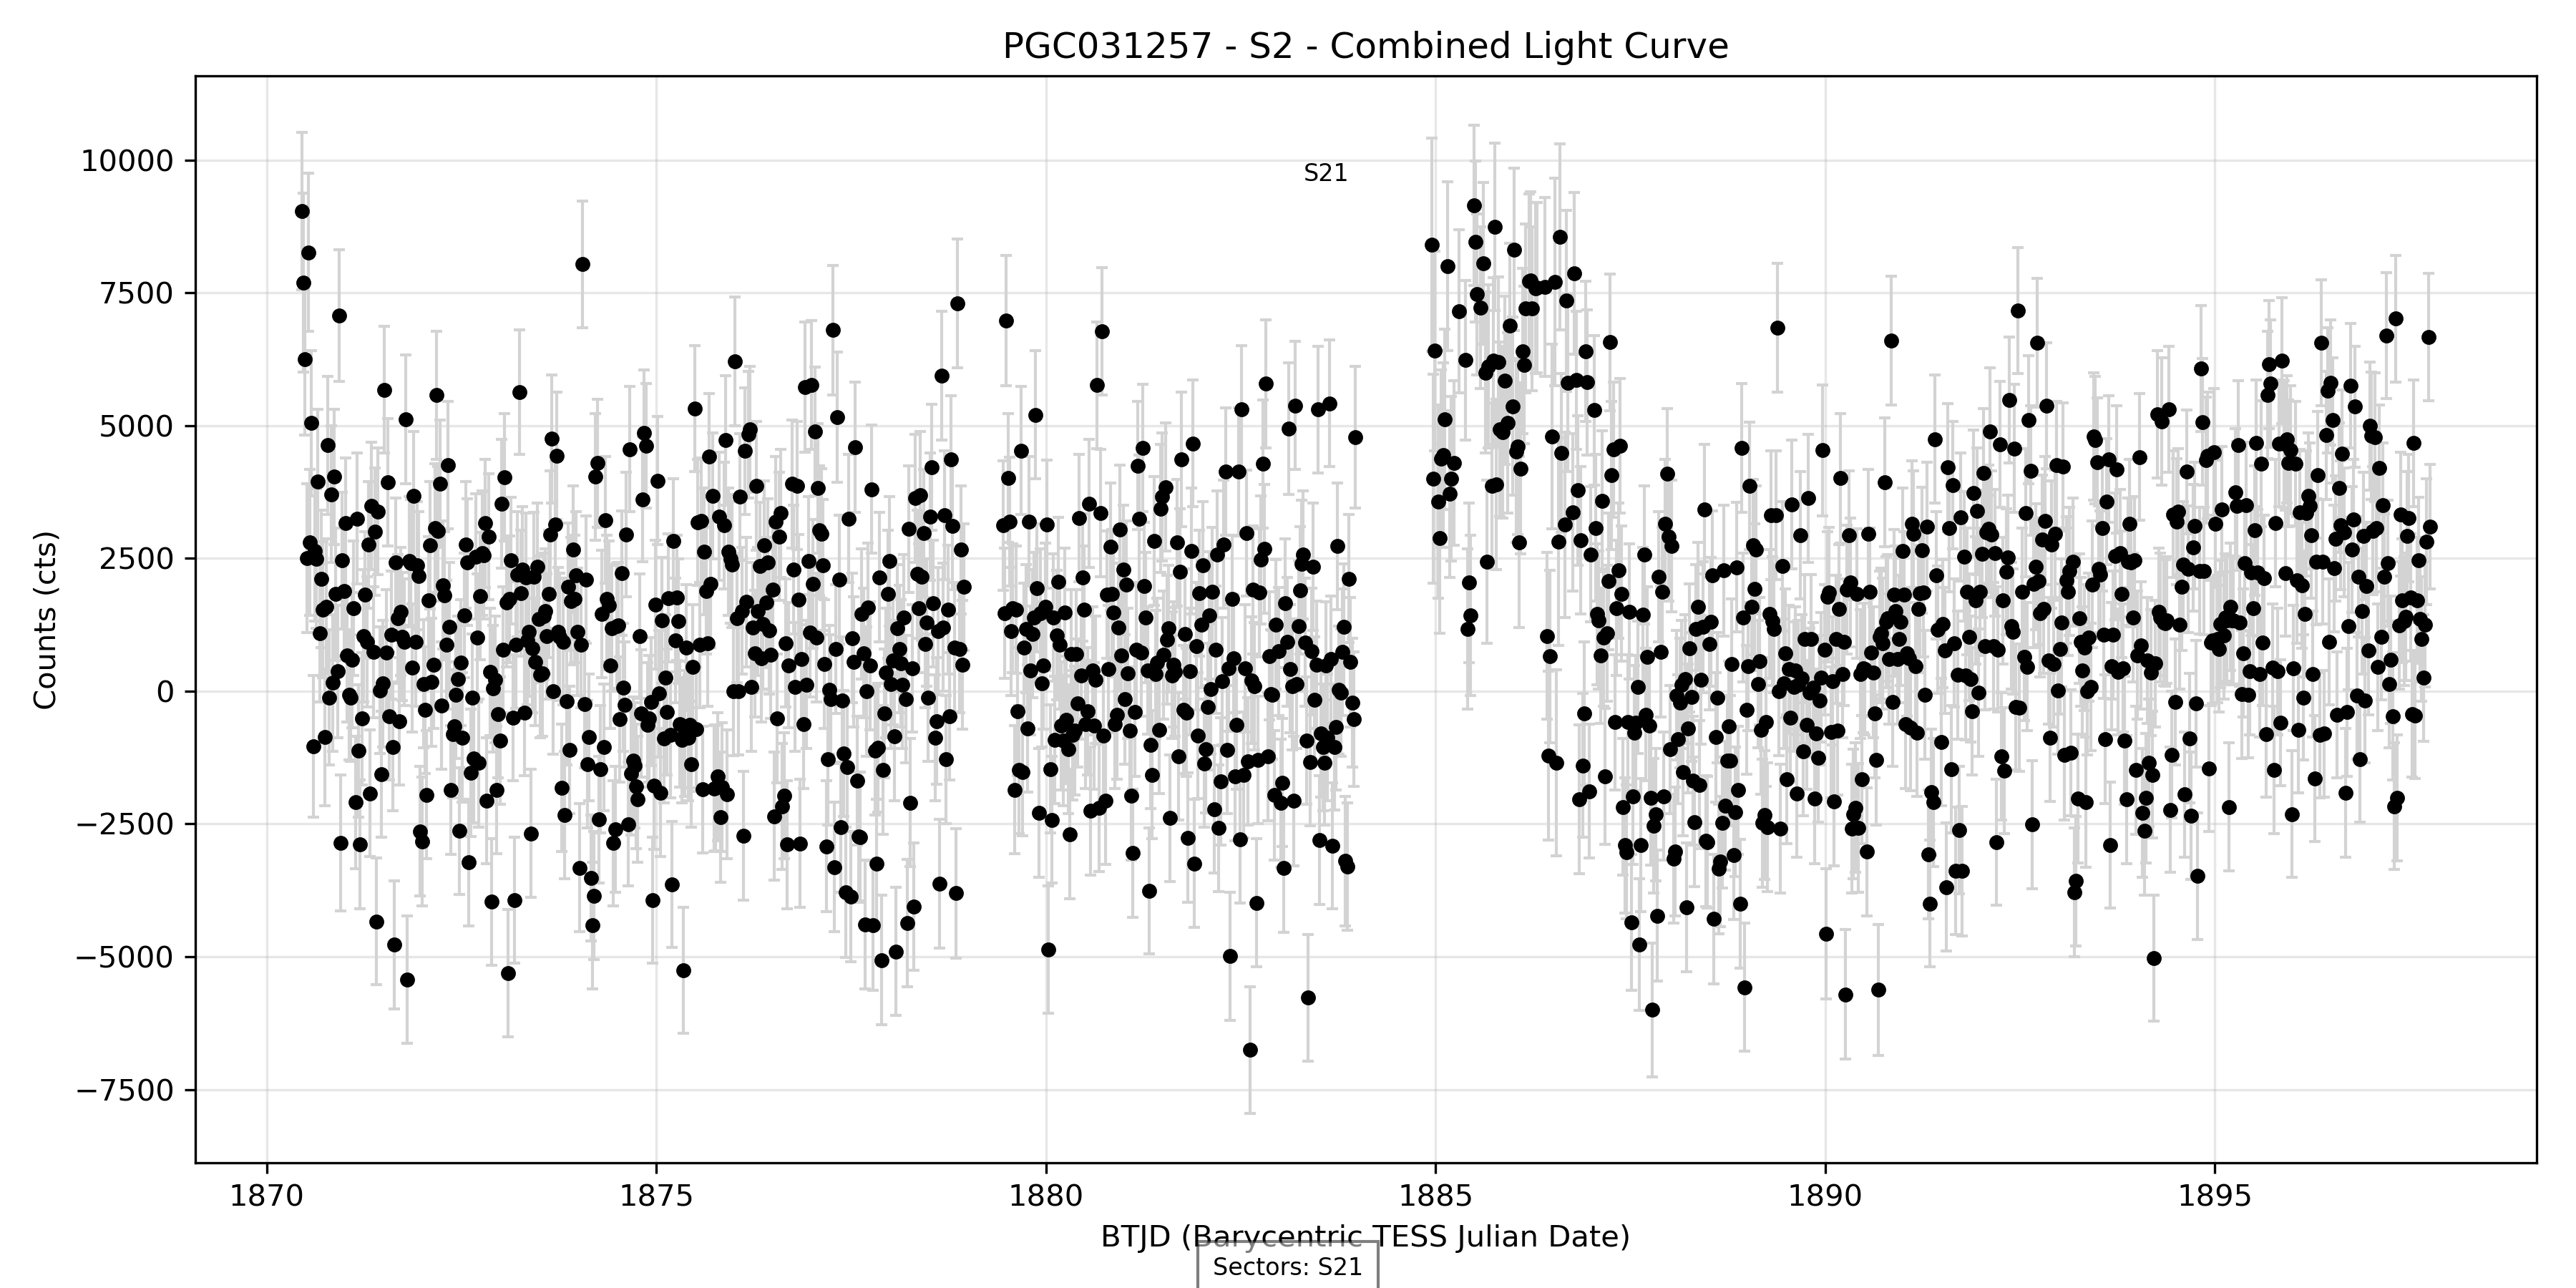 PGC031257 - S2 - Combined Light Curve
10000
S21
7500
5000
2500
0
−2500
−5000
−7500
Counts (cts)
1870 1875 1880 1885 1890 1895
BTJD (Barycentric TESS Julian Date)
Sectors: S21